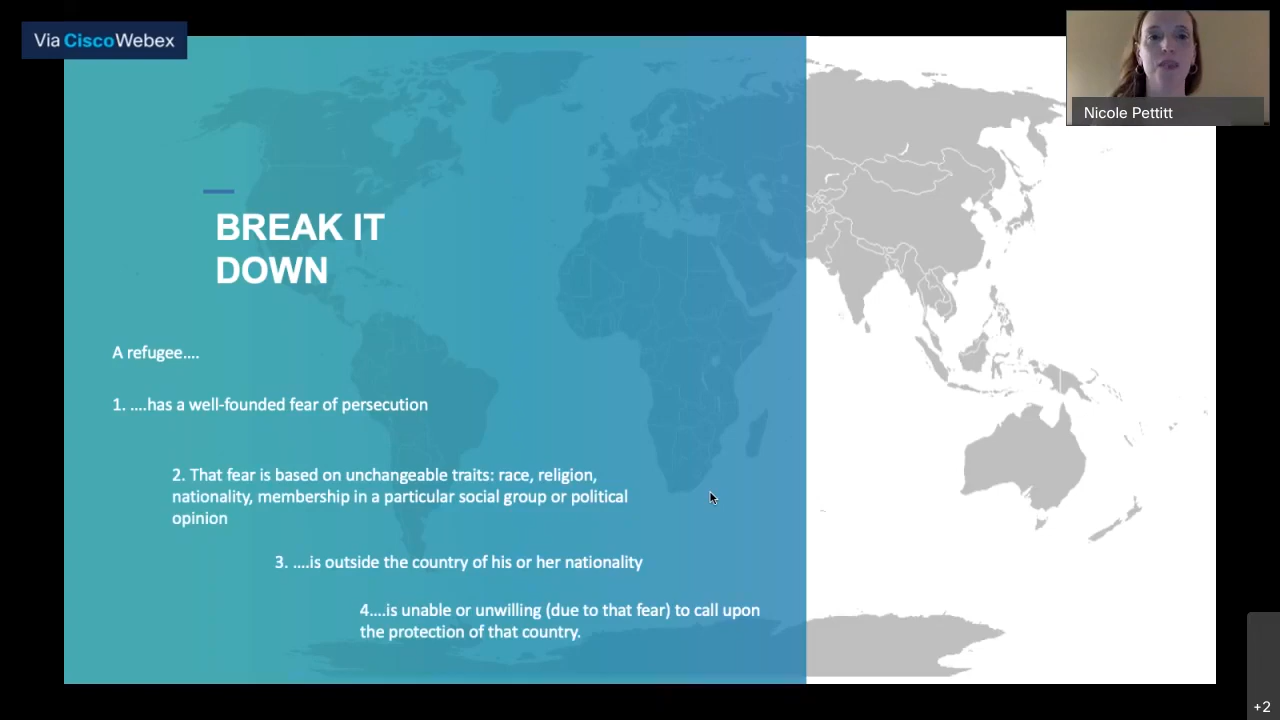 Via CiscoWebex
Nicole Pettitt
BREAK IT
DOWN
A refugee....
1. ....has a well-founded fear of persecution
2. That fear is based on unchangeable traits: race, religion,
nationality, membership in a particular social group or political
opinion
3. ....is outside the country of his or her nationality
4....is unable or unwilling (due to that fear) to call upon
the protection of that country.
+2